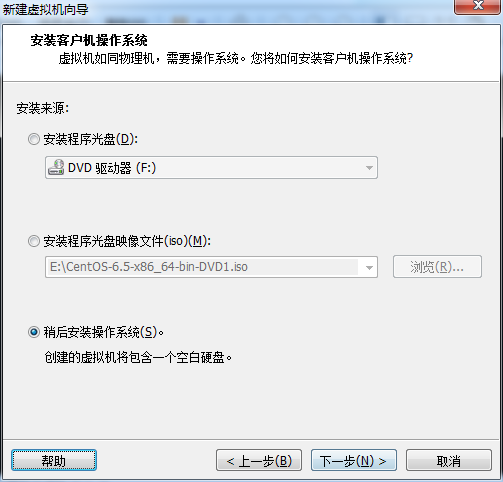 新建虚拟机向导
安装客户机操作系统
虚拟机如同物理机，需要操作系统。您将如何安装客户机操作系统?
安装来源:
安装程序光盘(D):
DVD 驱动器 (F:)
安装程序光盘映像文件(iso)(M):
E:\CentOS-6.5-x86_64-bin-DVD1.iso
浏览(R)...
稍后安装操作系统(S)。
创建的虚拟机将包含一个空白硬盘。
帮助
< 上一步(B)
下一步(N) >
取消